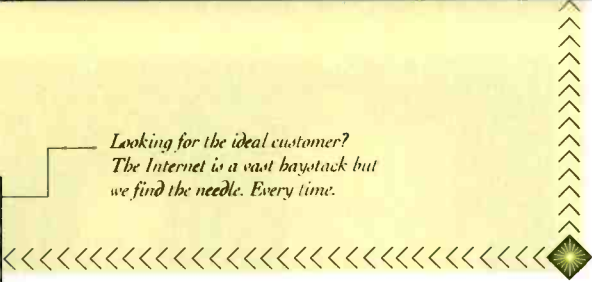 Looking for the ideal customer?
The Internet is a vast haystack but
we find the needle. Every time.